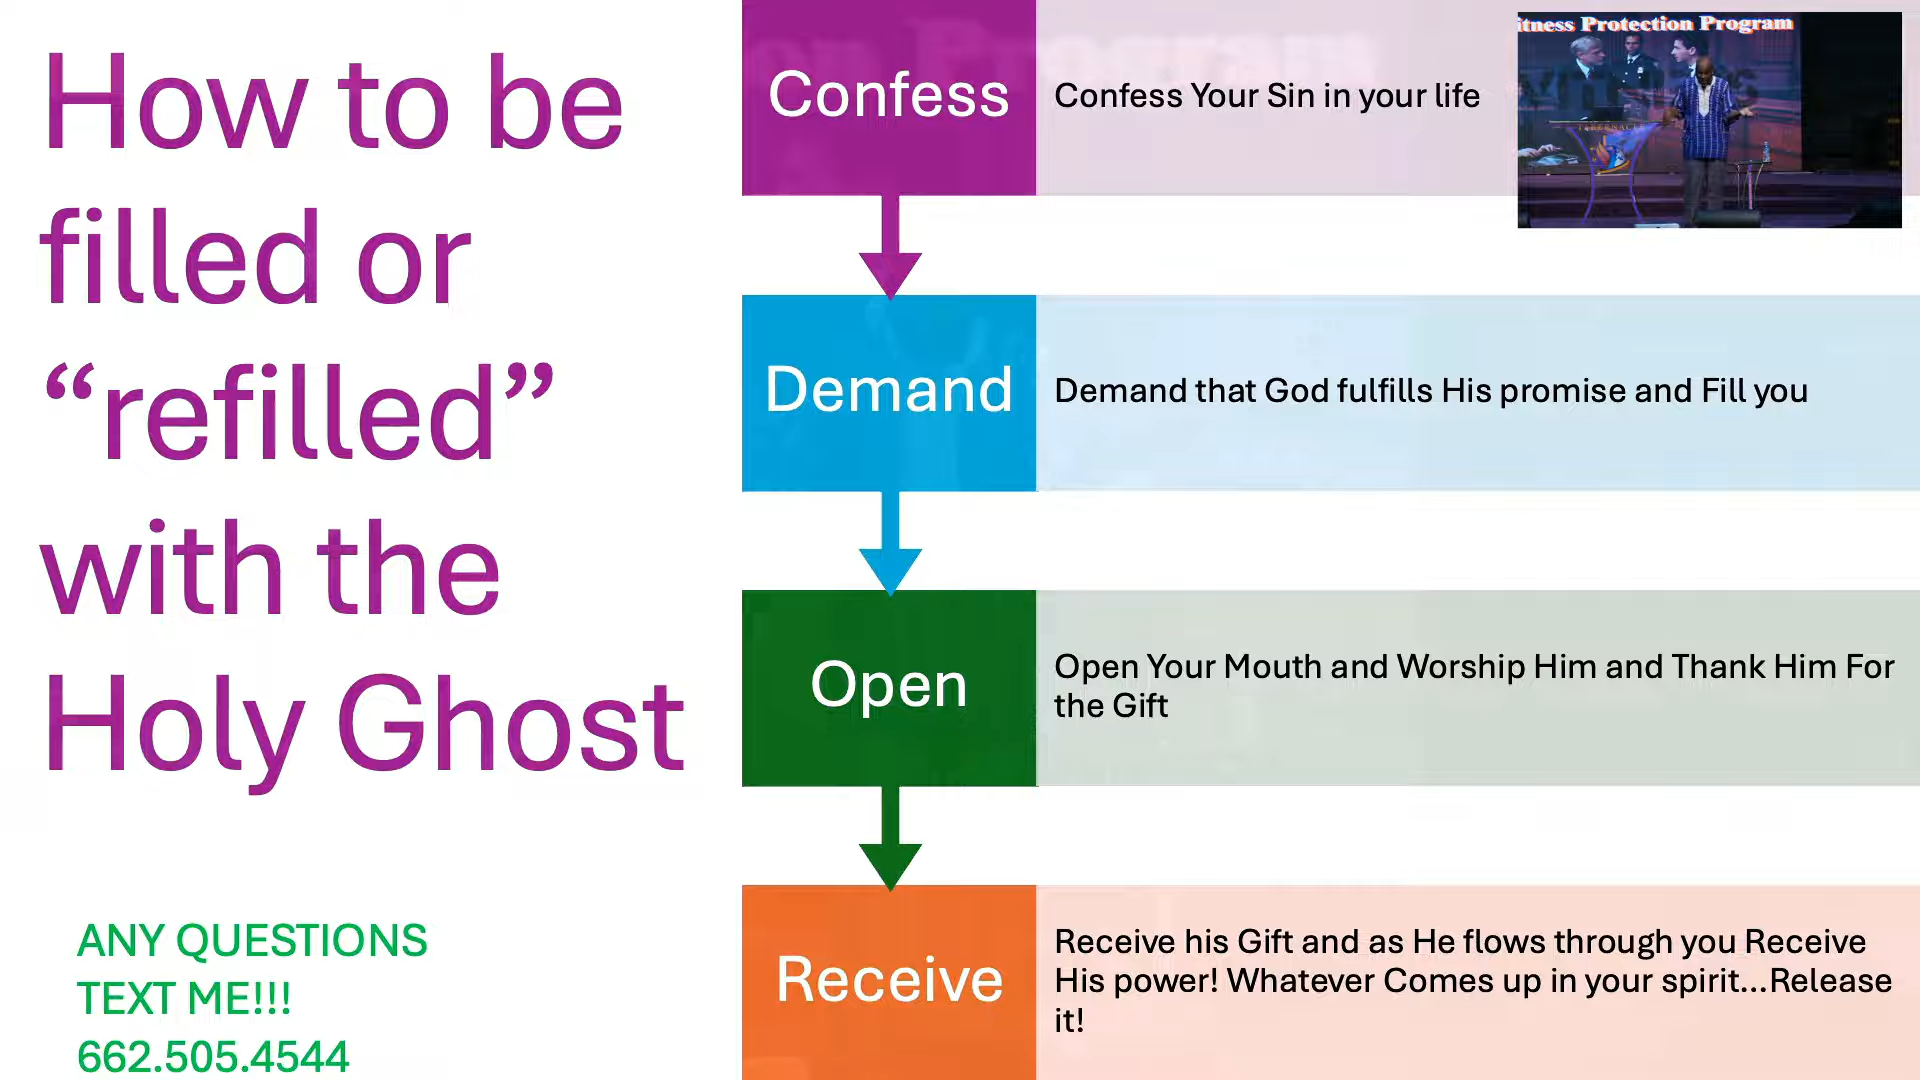 How to be
filled or
“refilled”
with the
Holy Ghost
ANY QUESTIONS
TEXT ME!!!
662.505.4544
Confess
Confess Your Sin in your life
Demand
Demand that God fulfills His promise and Fill you
Open
Open Your Mouth and Worship Him and Thank Him For
the Gift
Receive
Receive his Gift and as He flows through you Receive
His power! Whatever Comes up in your spirit...Release
it!
itness Protection Program
TABERNACLE